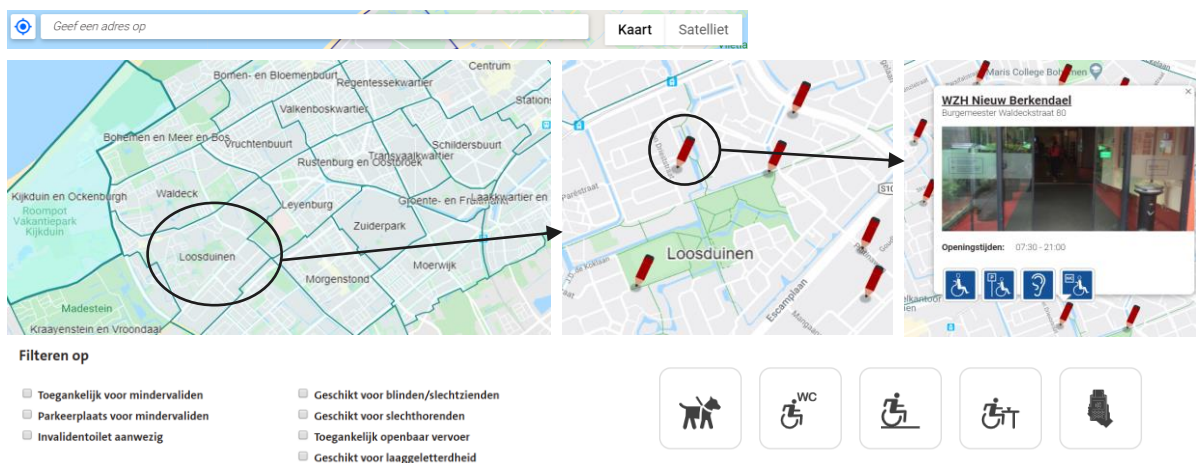 Geef een adres op
Kaart
Satelliet
Centrum
Bomen- en Bloemenbuurt
Regentessekwartier
Valkenboskwartier
Bohemen en Meer en Bos
Vruchtenbuurt
Schildersbuurt
Transvaalkwartier
Rustenburg en Oostbroek
Kijkduin en Ockenburgh
Waldeck
Leyenburg
Groente- en
en
Roompot
Vakantiepark
Kijkduin
Zuiderpark
Loosduinen
Moerwijk
Morgenstond
Madestein
Kraayenstein en Vroondaal
Loosduinen
Escamplaan
Maris College Bohemen
WZH Nieuw Berkendael
Burgemeester Waldeckstraat 80
×
Openingstijden: 07:30 - 21:00
P
Filteren op
Toegankelijk voor mindervaliden
Parkeerplaats voor mindervaliden
Invalidentoilet aanwezig
Geschikt voor blinden/slechtzienden
Geschikt voor slechthorenden
Toegankelijk openbaar vervoer
Geschikt voor laaggeletterdheid
WC